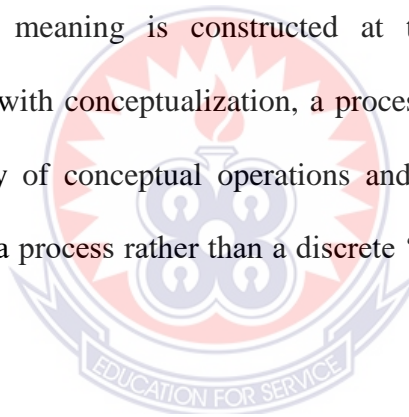 meaning is constructed at
with conceptualization, a proces
of conceptual operations and
a process rather than a discrete
EDUCATION FOR SERVICE